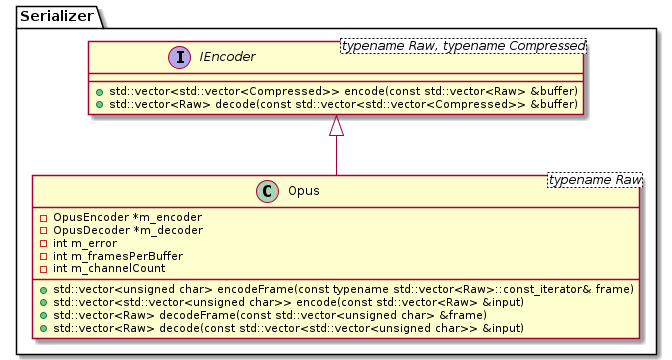 Serializer
typename Raw, typename Compressed
I IEncoder
std::vector<std::vector<Compressed>> encode(const std::vector<Raw> &buffer)
std::vector<Raw> decode(const std::vector<std::vector<Compressed>> &buffer)
typename Raw
C Opus
OpusEncoder *m_encoder
OpusDecoder *m_decoder
int m_error
int m_framesPerBuffer
int m_channelCount
std::vector<unsigned char> encodeFrame(const typename std::vector<Raw>::const_iterator& frame)
std::vector<std::vector<unsigned char>> encode(const std::vector<Raw> &input)
std::vector<Raw> decodeFrame(const std::vector<unsigned char> &frame)
std::vector<Raw> decode(const std::vector<std::vector<unsigned char>> &input)